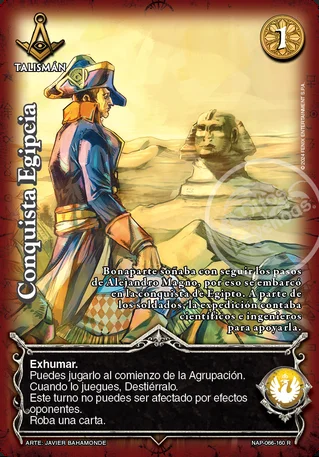 TALISMÁN
1
Conquista Egipcia
© 2024 FENIX ENTERTAINMENT S.P.A.
Bonaparte soñaba con seguir los pasos
de Alejandro Magno, por eso se embarcó
en la conquista de Egipto. A parte
de los soldados, la expedición contaba
científicos e ingenieros
para apoyarla.
Exhumar.
Puedes jugarlo al comienzo de la Agrupación.
Cuando lo juegues, Destiérralo.
Este turno no puedes ser afectado por efectos
oponentes.
Roba una carta.
ARTE: JAVIER BAHAMONDE
NAP-066-160 R